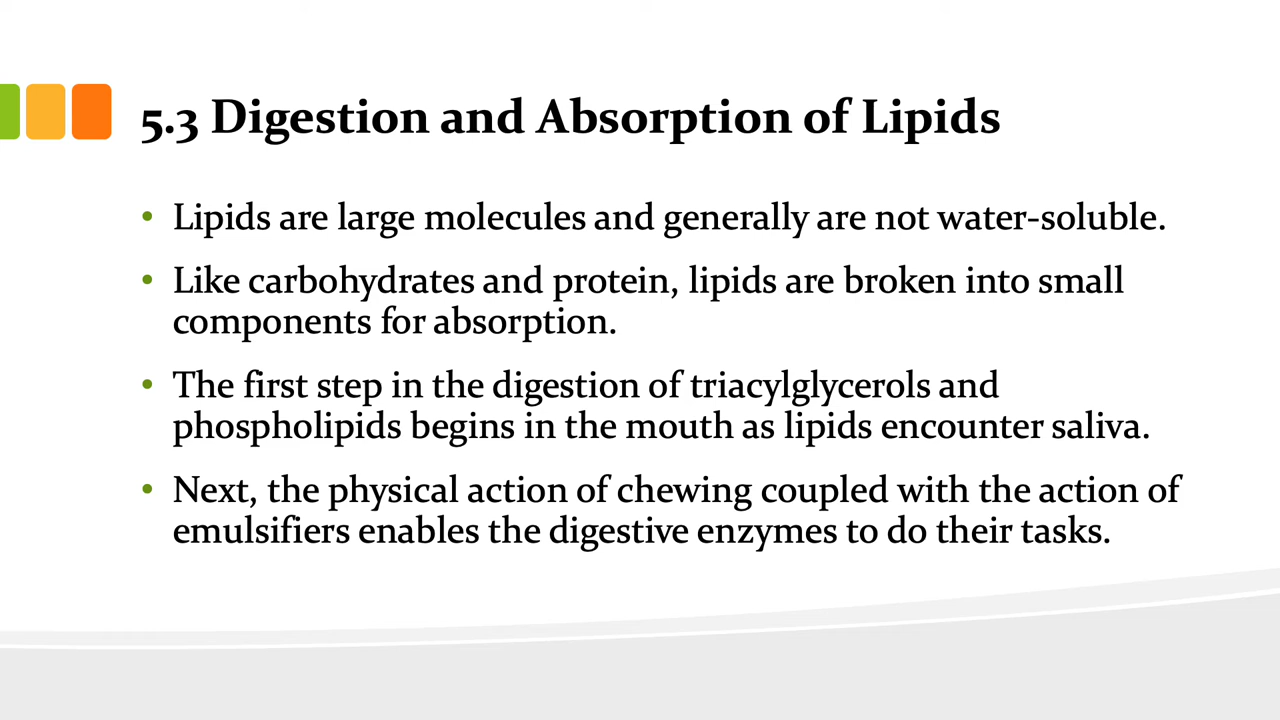 5.3 Digestion and Absorption of Lipids
• Lipids are large molecules and generally are not water-soluble.
• Like carbohydrates and protein, lipids are broken into small
components for absorption.
• The first step in the digestion of triacylglycerols and
phospholipids begins in the mouth as lipids encounter saliva.
• Next, the physical action of chewing coupled with the action of
emulsifiers enables the digestive enzymes to do their tasks.